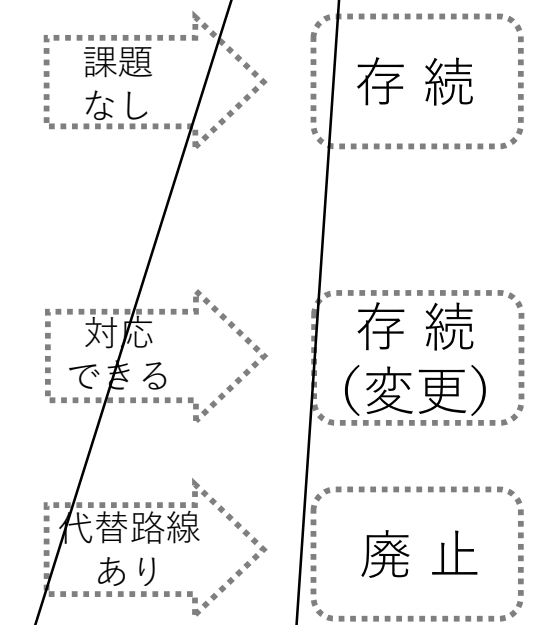 課題
なし
存 続
対応
できる
存 続
(変更)
代替路線
あり
廃 止